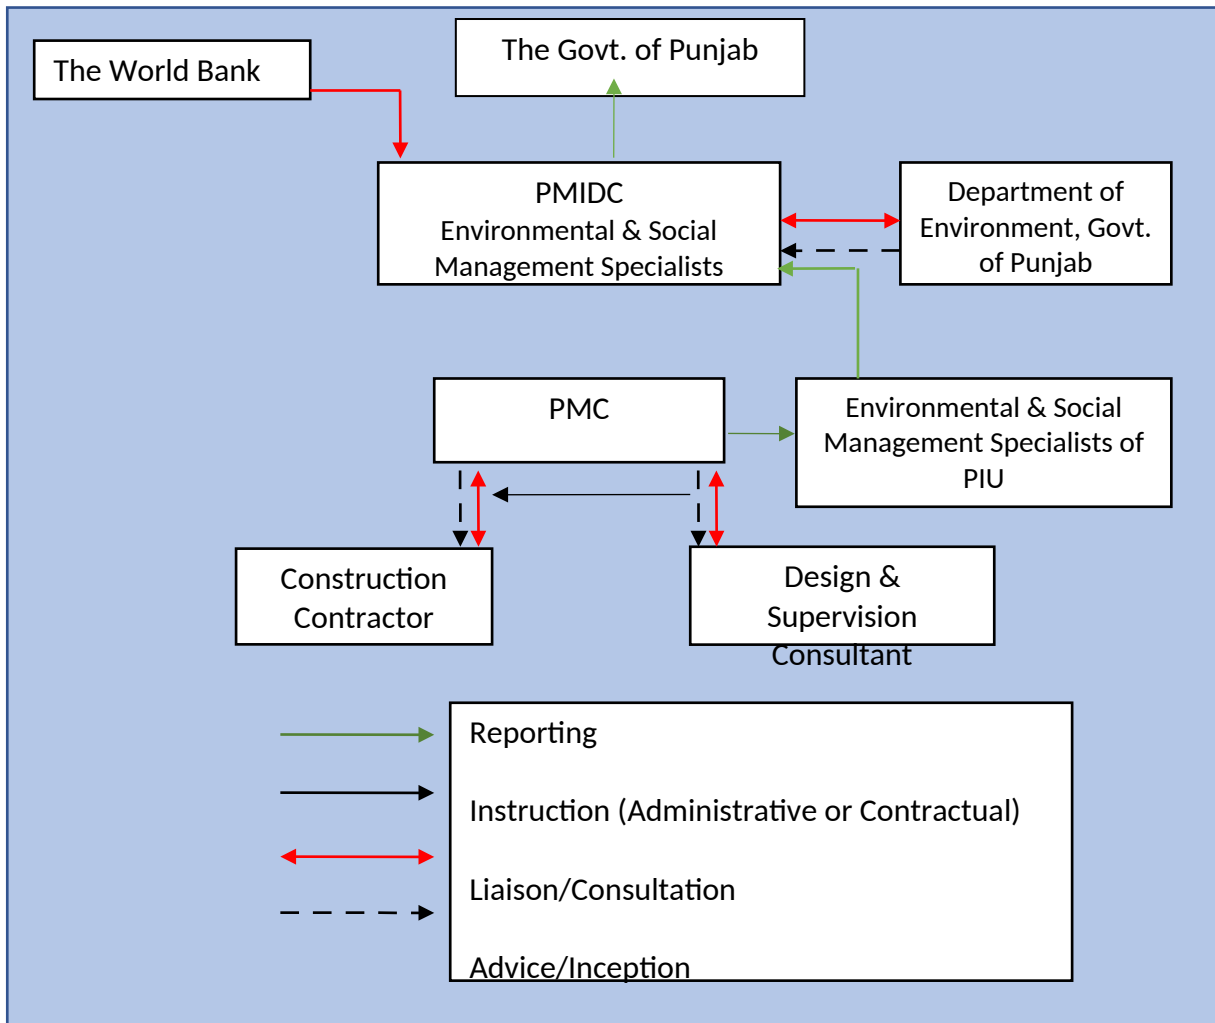 The World Bank
The Govt. of Punjab
PMIDC
Environmental & Social
Management Specialists
Department of
Environment, Govt.
of Punjab
PMC
Environmental & Social
Management Specialists of
PIU
Construction
Contractor
Design &
Supervision
Consultant
Reporting
Instruction (Administrative or Contractual)
Liaison/Consultation
Advice/Inception